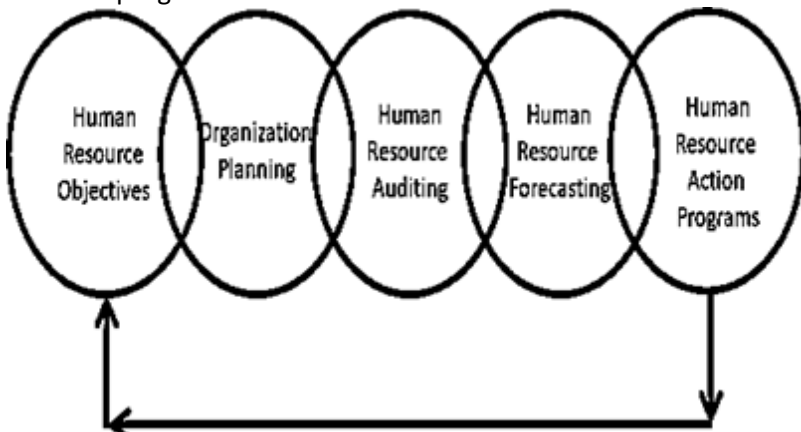 Human
Resource
Objectives
Organization
Planning
Human
Resource
Auditing
Human
Resource
Forecasting
Human
Resource
Action
Programs